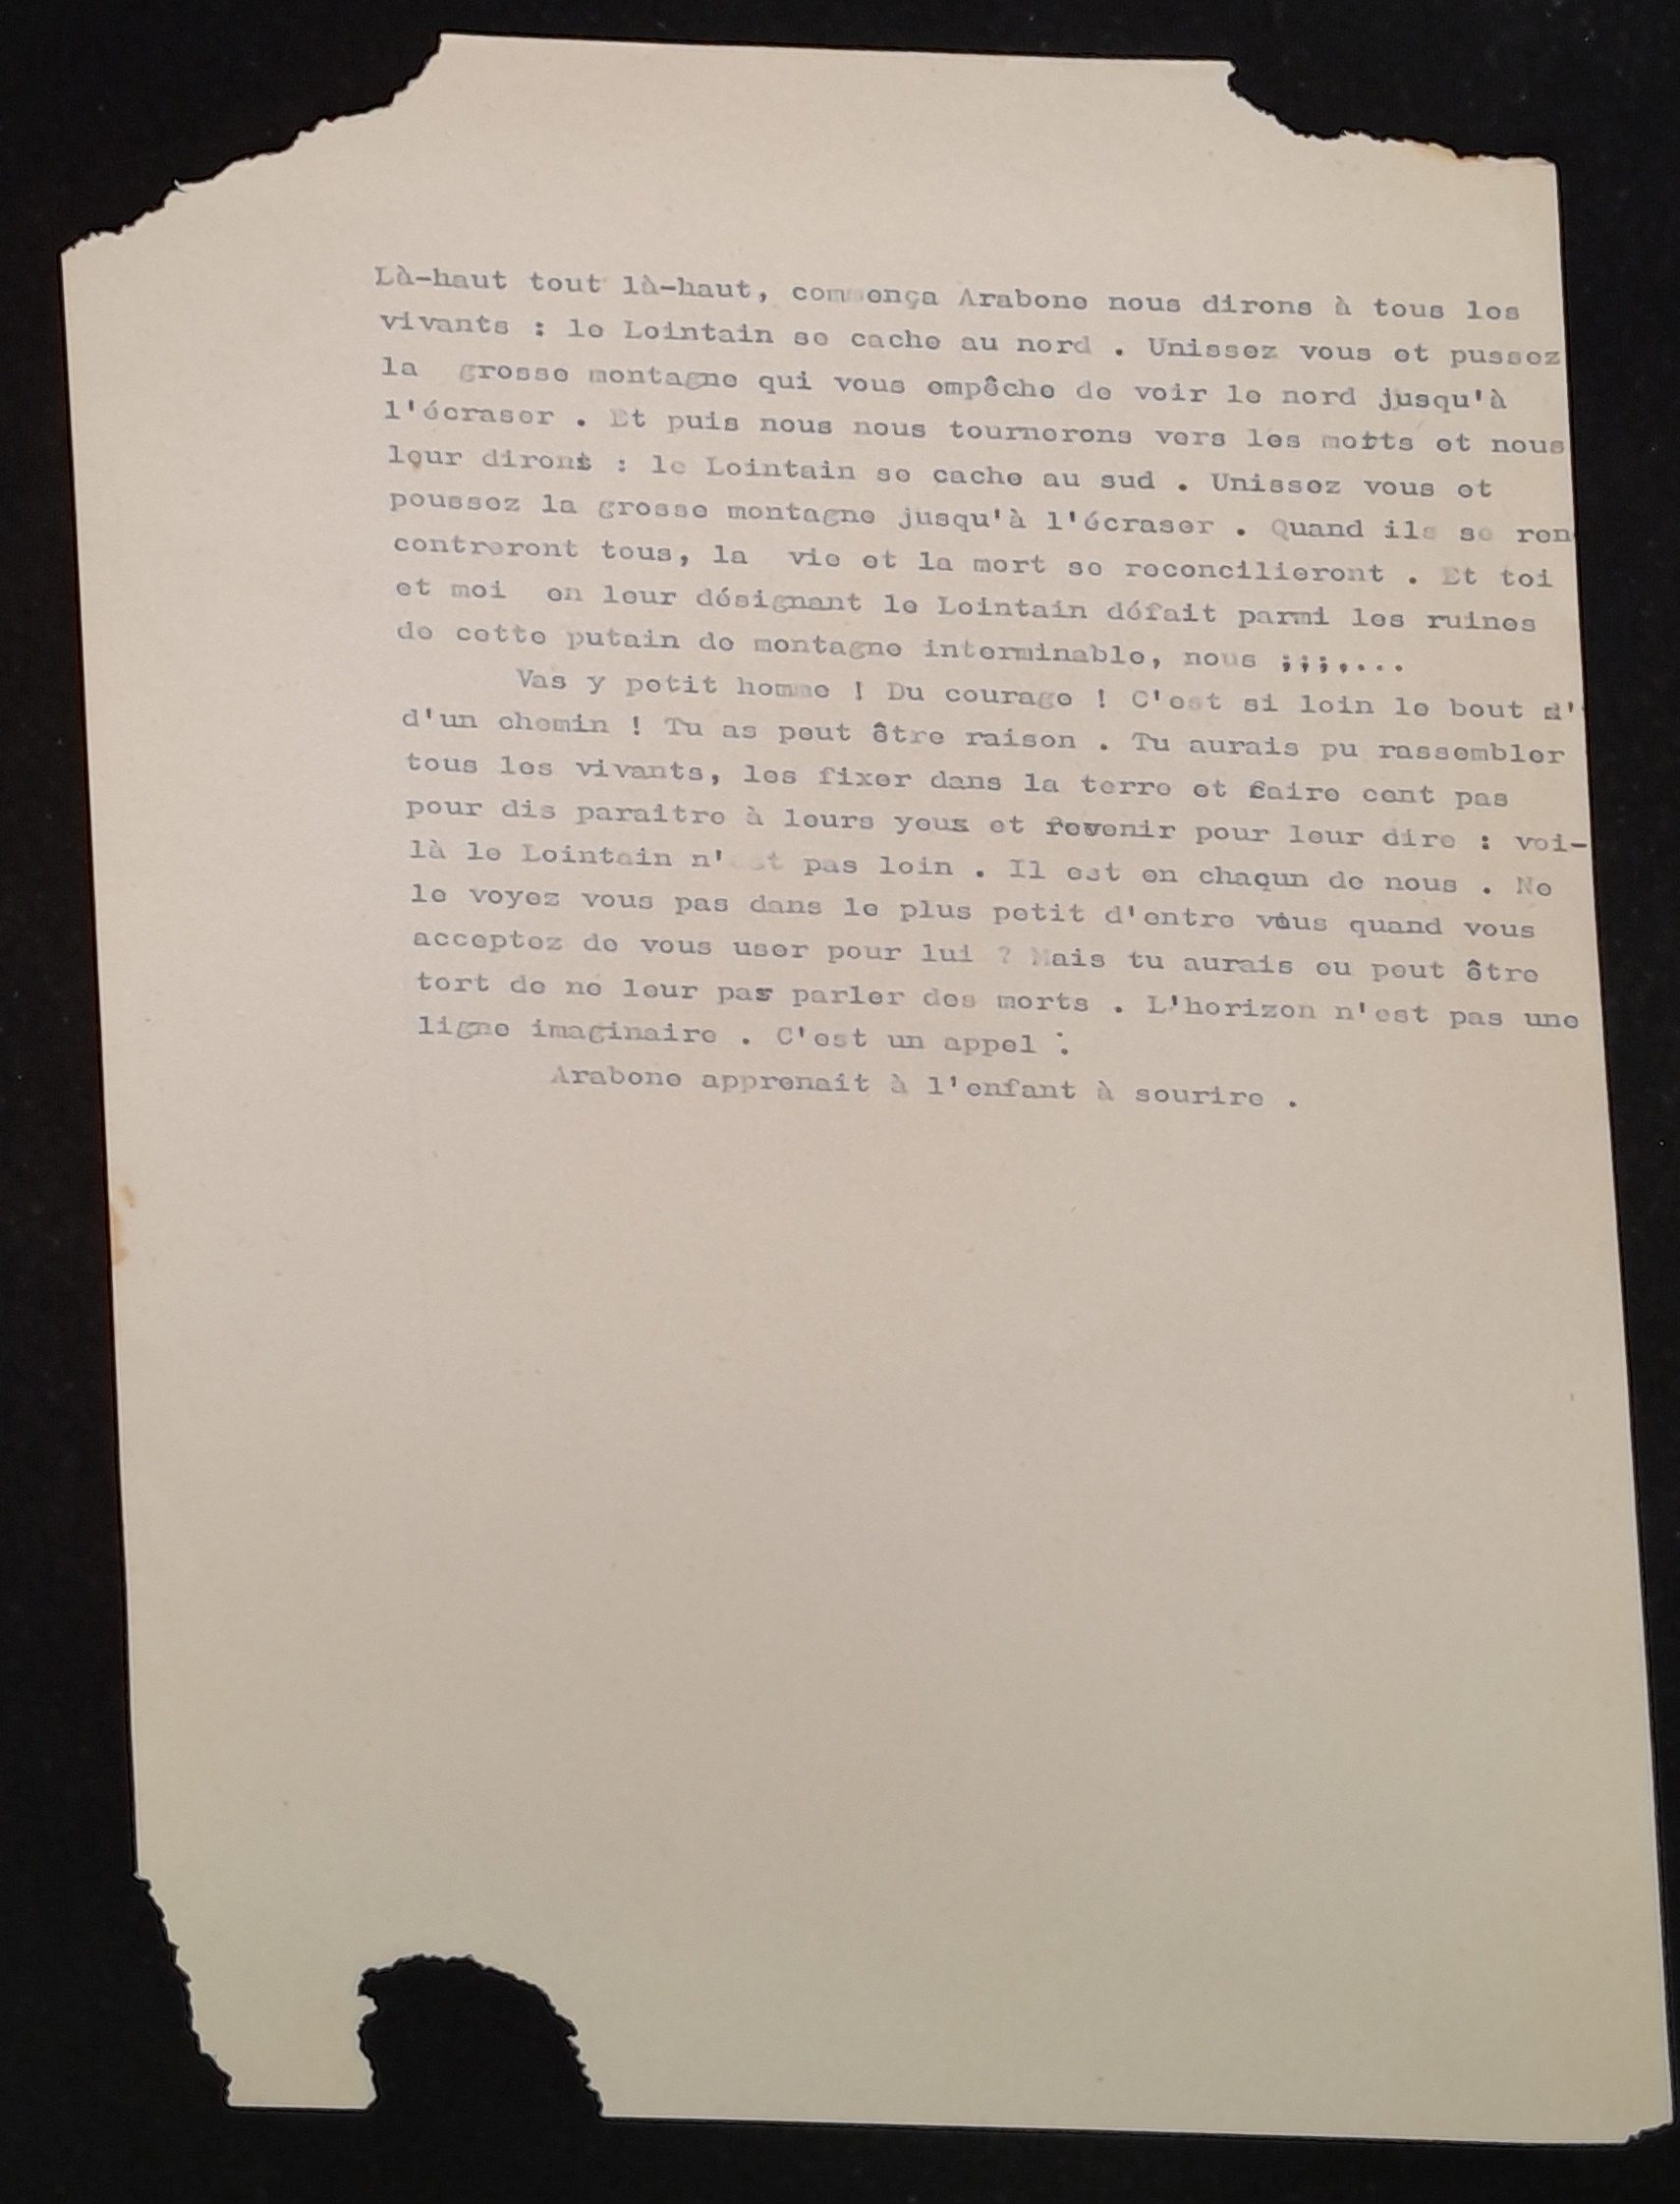 Là-haut tout là-haut, commença Arabone nous dirons à tous les
vivants : le Lointain se cache au nord . Unissez vous et pussez
la grosse montagne qui vous empêche de voir le nord jusqu'à
l'écraser . Et puis nous nous tournerons vers les morts et nous
leur dirons : le Lointain se cache au sud . Unissez vous et
poussez la grosse montagne jusqu'à l'écraser . Quand ils se ren
contreront tous, la vie et la mort se reconcilieront . Et toi
et moi en leur désignant le Lointain défait parmi les ruines
de cette putain de montagne interminable, nous ;;;,...
Vas y petit homme ! Du courage ! C'est si loin le bout d'
d'un chemin ! Tu as peut être raison . Tu aurais pu rassembler
tous les vivants, les fixer dans la terre et faire cent pas
pour dis paraitre à leurs yeux et revenir pour leur dire : voi-
là le Lointain n'est pas loin . Il est en chacun de nous . Ne
le voyez vous pas dans le plus petit d'entre vous quand vous
acceptez de vous user pour lui ? Mais tu aurais eu peut être
tort de ne leur pas parler des morts . L'horizon n'est pas une
ligne imaginaire . C'est un appel :
Arabone apprenait à l'enfant à sourire .